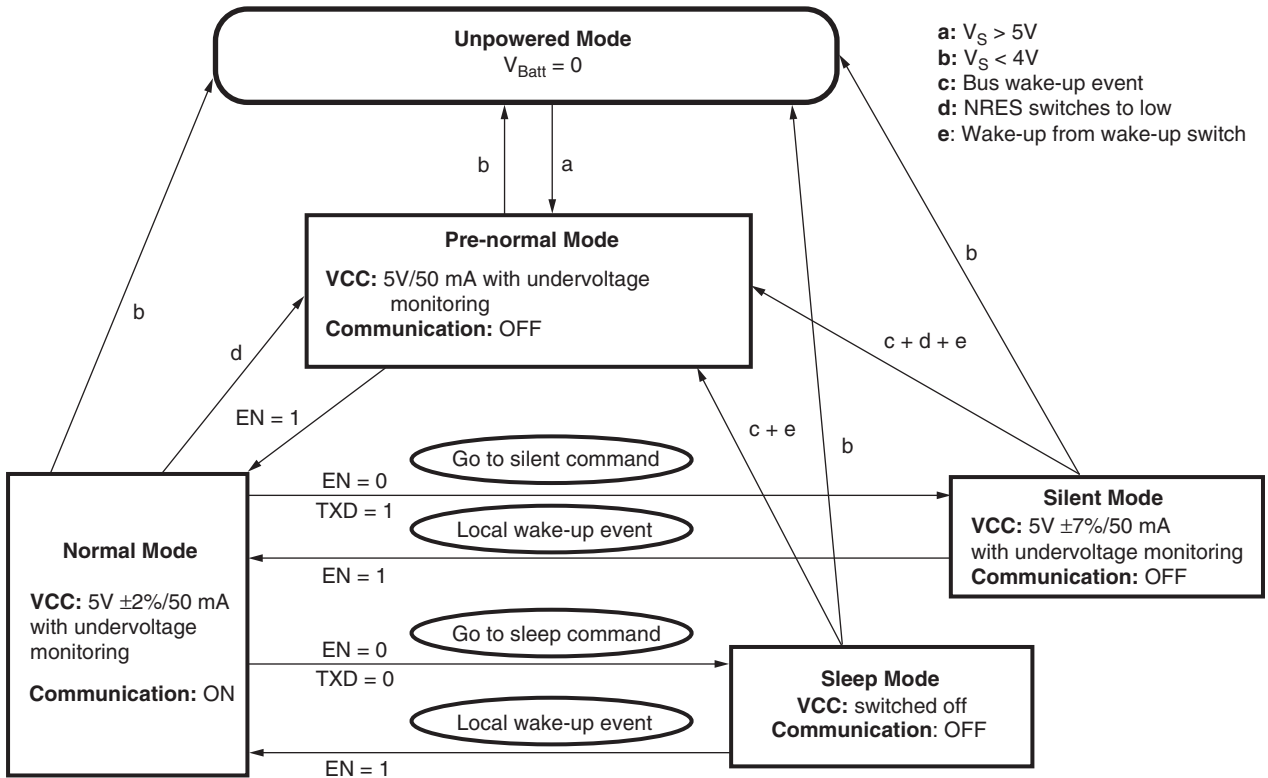 Unpowered Mode
V_Batt = 0
a: V_S > 5V
b: V_S < 4V
c: Bus wake-up event
d: NRES switches to low
e: Wake-up from wake-up switch
b
a
Pre-normal Mode
VCC: 5V/50 mA with undervoltage
monitoring
Communication: OFF
b
b
d
c + d + e
EN = 1
c + e
b
Go to silent command
EN = 0
TXD = 1
Local wake-up event
EN = 1
Silent Mode
VCC: 5V ±7%/50 mA
with undervoltage monitoring
Communication: OFF
Normal Mode
VCC: 5V ±2%/50 mA
with undervoltage
monitoring
Communication: ON
Go to sleep command
EN = 0
TXD = 0
Local wake-up event
EN = 1
Sleep Mode
VCC: switched off
Communication: OFF